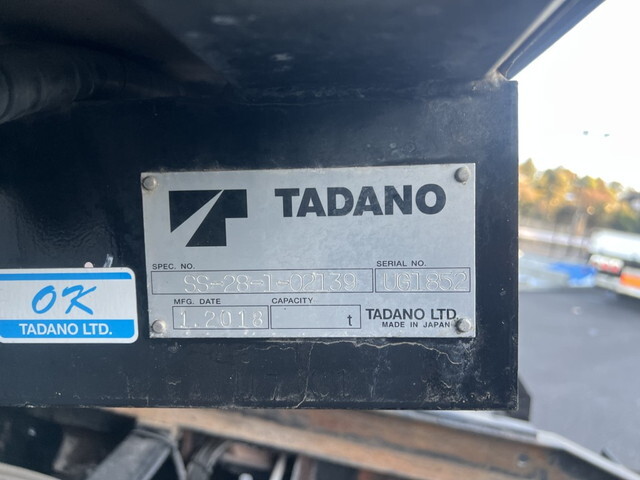 TADANO
SPEC. NO.
SERIAL NO.
SS-28-1-02139
UG1852
MFG. DATE
CAPACITY
1.2018
t
TADANO LTD.
MADE IN JAPAN
OK
TADANO LTD.